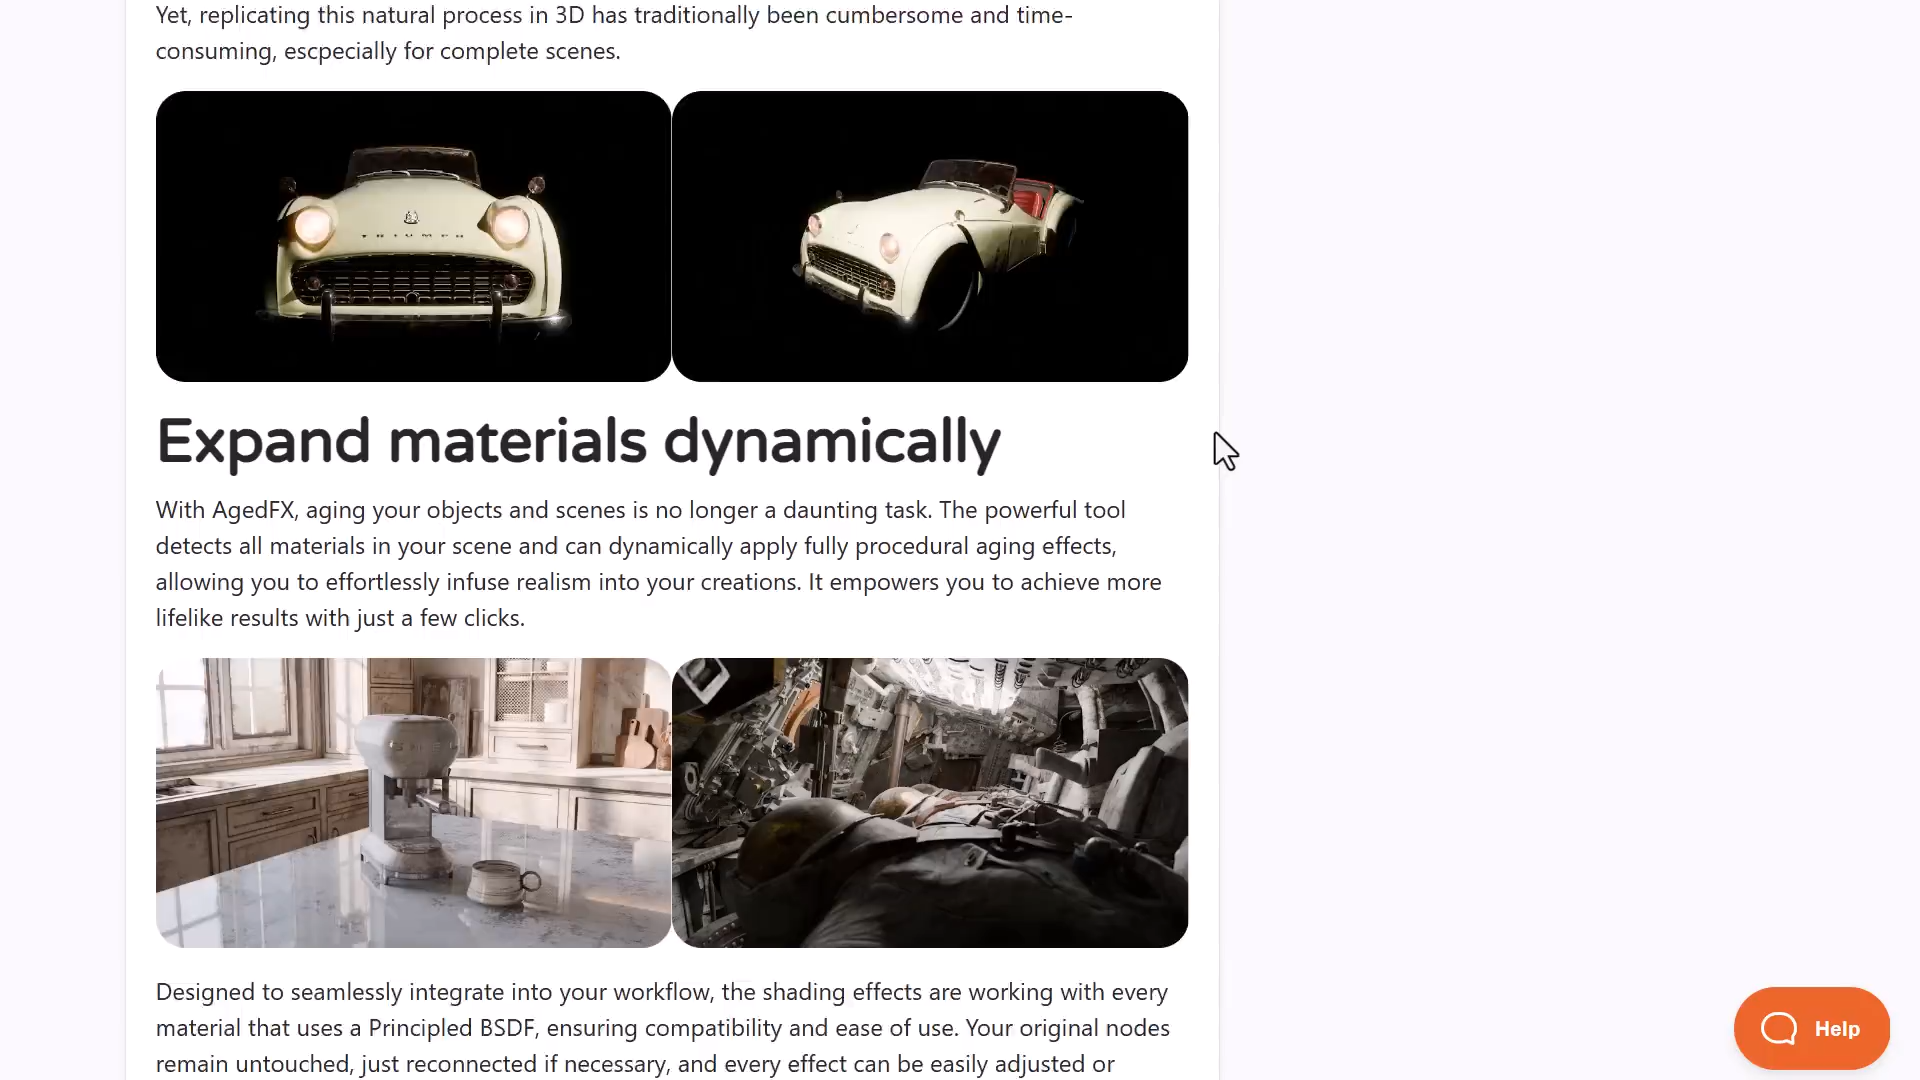 Yet, replicating this natural process in 3D has traditionally been cumbersome and time-
consuming, escpecially for complete scenes.
TRIUMPH
Expand materials dynamically
With AgedFX, aging your objects and scenes is no longer a daunting task. The powerful tool
detects all materials in your scene and can dynamically apply fully procedural aging effects,
allowing you to effortlessly infuse realism into your creations. It empowers you to achieve more
lifelike results with just a few clicks.
Designed to seamlessly integrate into your workflow, the shading effects are working with every
material that uses a Principled BSDF, ensuring compatibility and ease of use. Your original nodes
remain untouched, just reconnected if necessary, and every effect can be easily adjusted or
Help